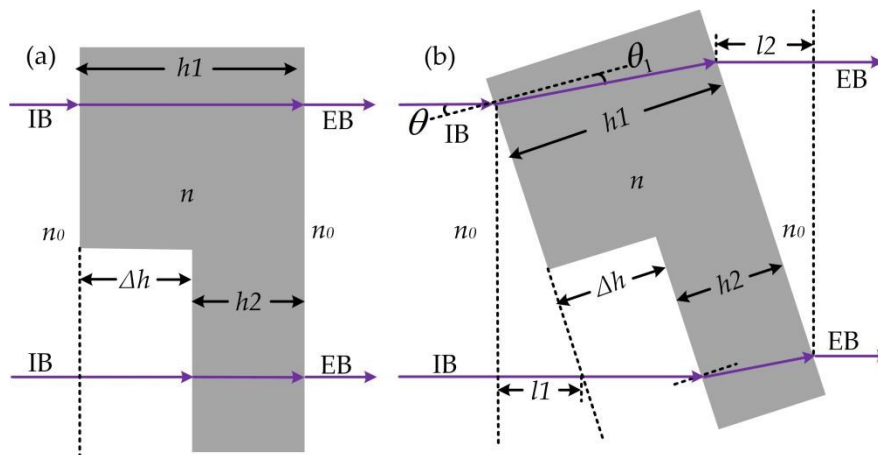 (a)
h1
IB
EB
n
n₀
n₀
Δh
h2
IB
EB
(b)
θ₁
l2
θ
IB
EB
h1
n
n₀
n₀
Δh
h2
IB
EB
l1